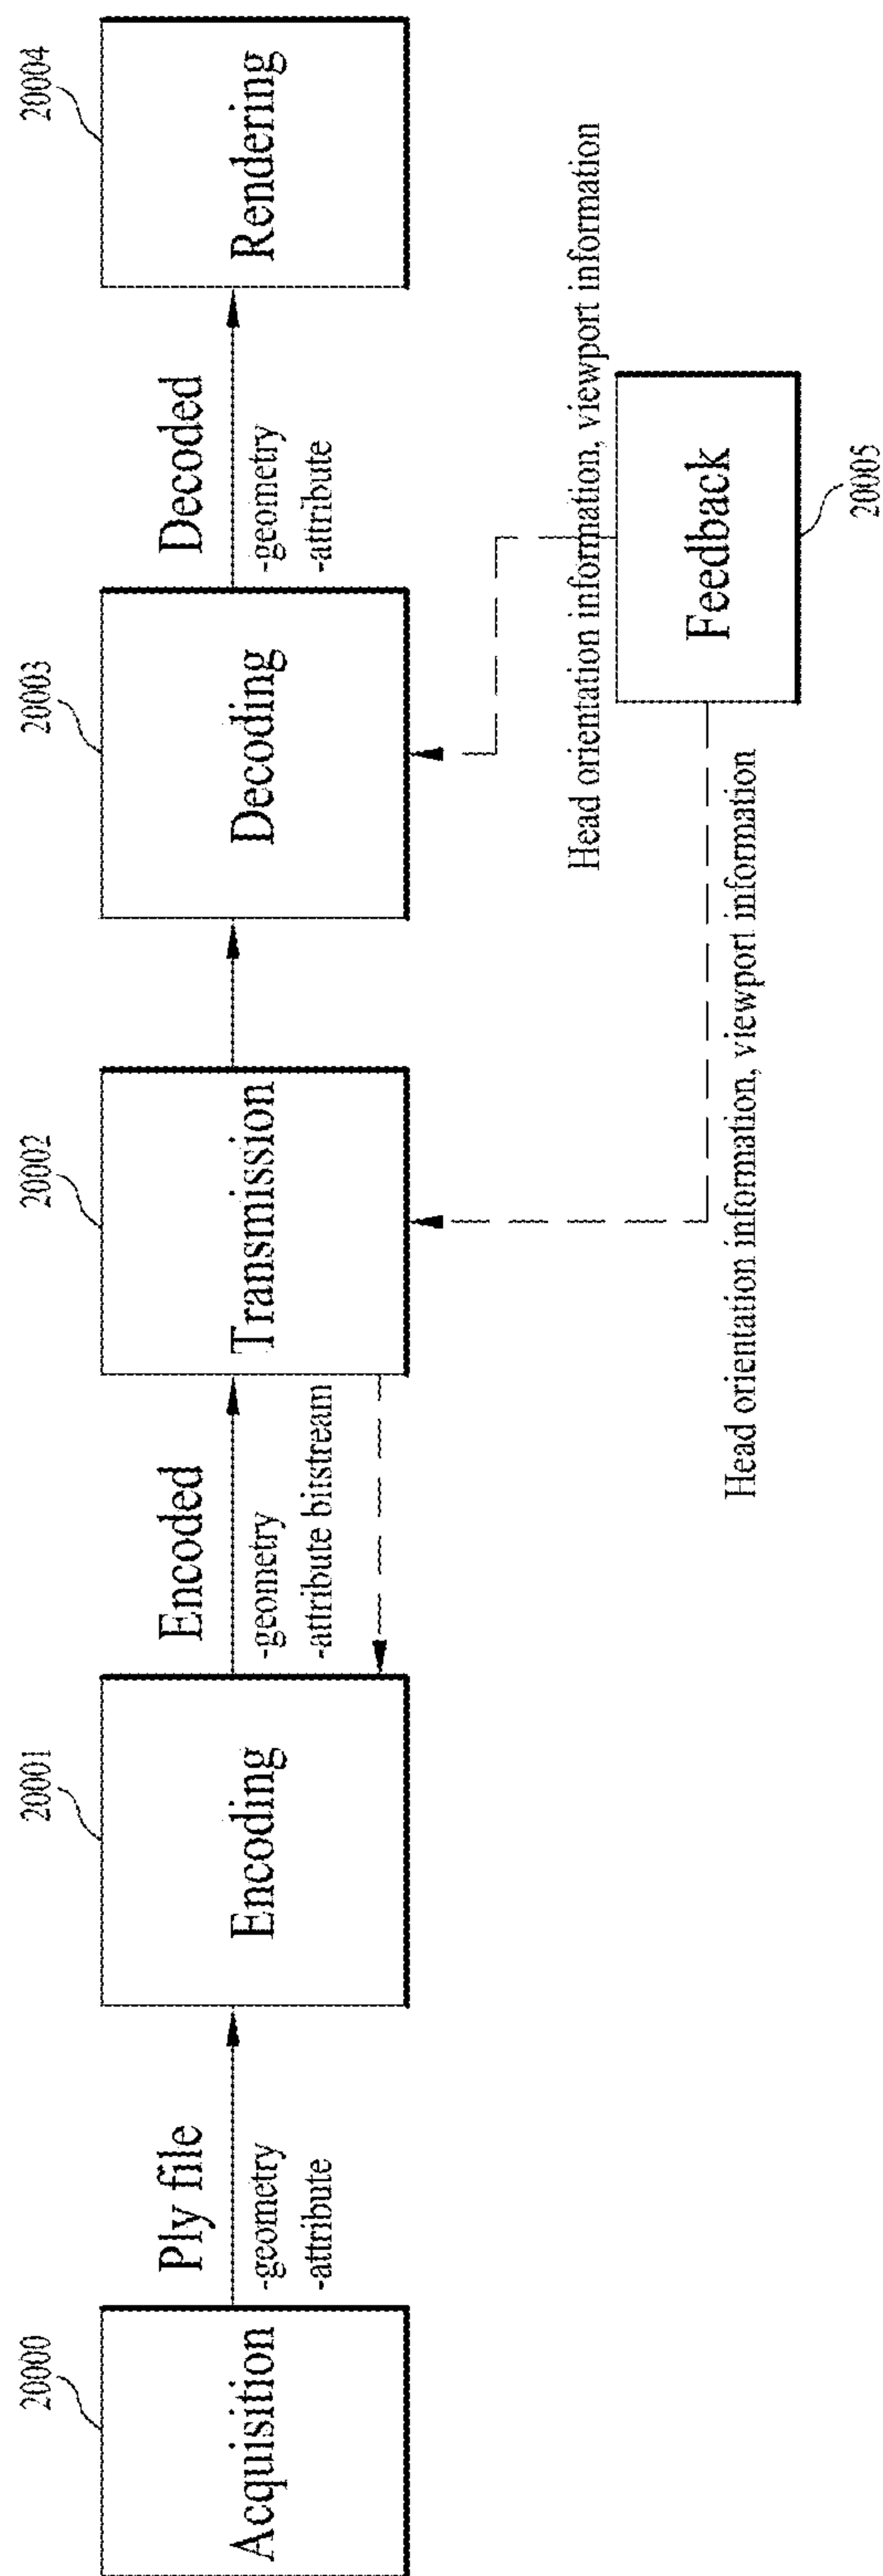 20000
Acquisition
Ply file
-geometry
-attribute
20001
Encoding
Encoded
-geometry
-attribute bitstream
20002
Transmission
20003
Decoding
Decoded
-geometry
-attribute
20004
Rendering
Head orientation information, viewport information
Feedback
20005
Head orientation information, viewport information